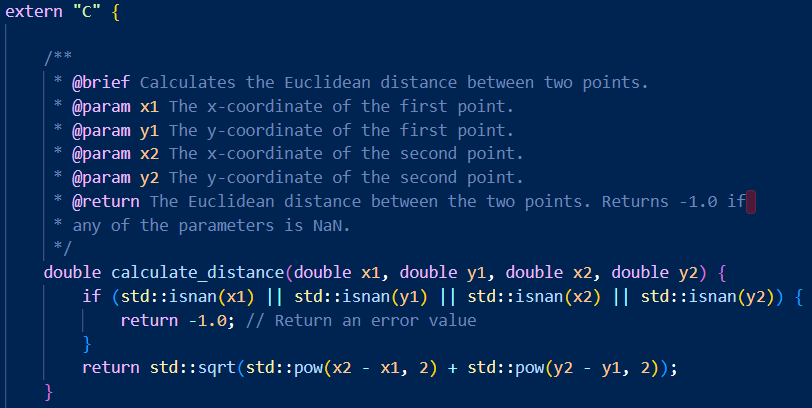 extern "C" {
/**
* @brief Calculates the Euclidean distance between two points.
* @param x1 The x-coordinate of the first point.
* @param y1 The y-coordinate of the first point.
* @param x2 The x-coordinate of the second point.
* @param y2 The y-coordinate of the second point.
* @return The Euclidean distance between the two points. Returns -1.0 if
* any of the parameters is NaN.
*/
double calculate_distance(double x1, double y1, double x2, double y2) {
if (std::isnan(x1) || std::isnan(y1) || std::isnan(x2) || std::isnan(y2)) {
return -1.0; // Return an error value
}
return std::sqrt(std::pow(x2 - x1, 2) + std::pow(y2 - y1, 2));
}